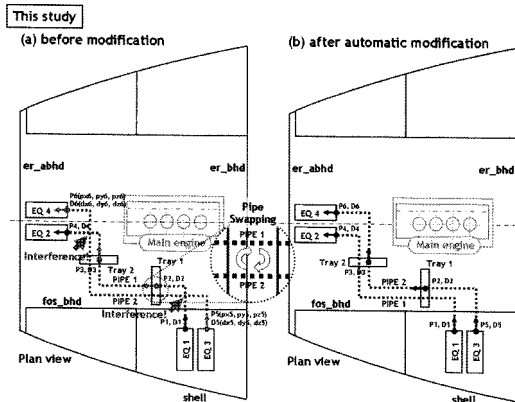 This study
(a) before modification
er_abhd
er_bhd
P6(px6, py6, pz6)
D6(dx6, dy6, dz6)
EQ 4
P4, D4
EQ 2
Interference!
Main engine
Pipe
Swapping
PIPE 1
PIPE 2
Tray 2
Tray 1
P3, D3
PIPE 1
P2, D2
PIPE 2
Interference!
fos_bhd
P5(px5, py5, pz5)
D5(dx5, dy5, dz5)
P1, D1
EQ 1
EQ 3
Plan view
shell
(b) after automatic modification
er_abhd
er_bhd
P6, D6
EQ 4
P4, D4
EQ 2
Main engine
Tray 2
Tray 1
P3, D3
PIPE 2
P2, D2
PIPE 1
fos_bhd
P1, D1
P5, D5
EQ 1
EQ 3
Plan view
shell